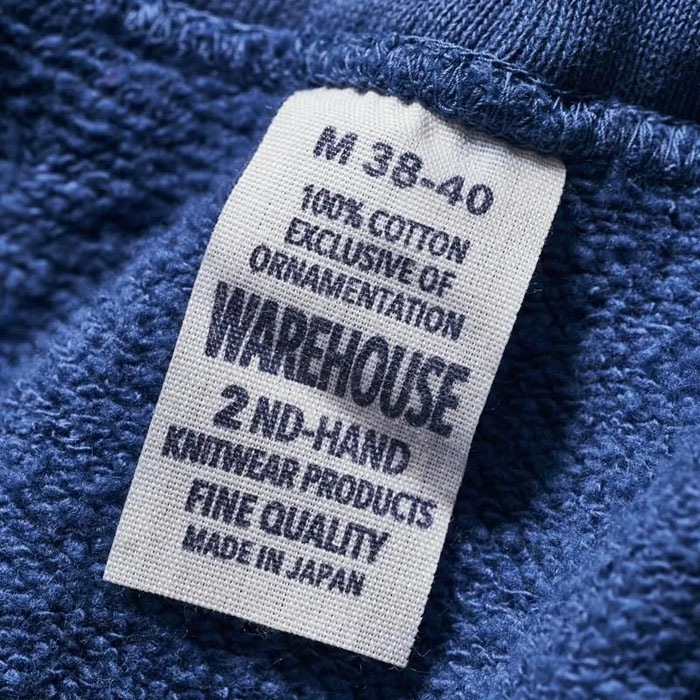 M 38-40
100% COTTON
EXCLUSIVE OF
ORNAMENTATION
WAREHOUSE
2 ND-HAND
KNITWEAR PRODUCTS
FINE QUALITY
MADE IN JAPAN